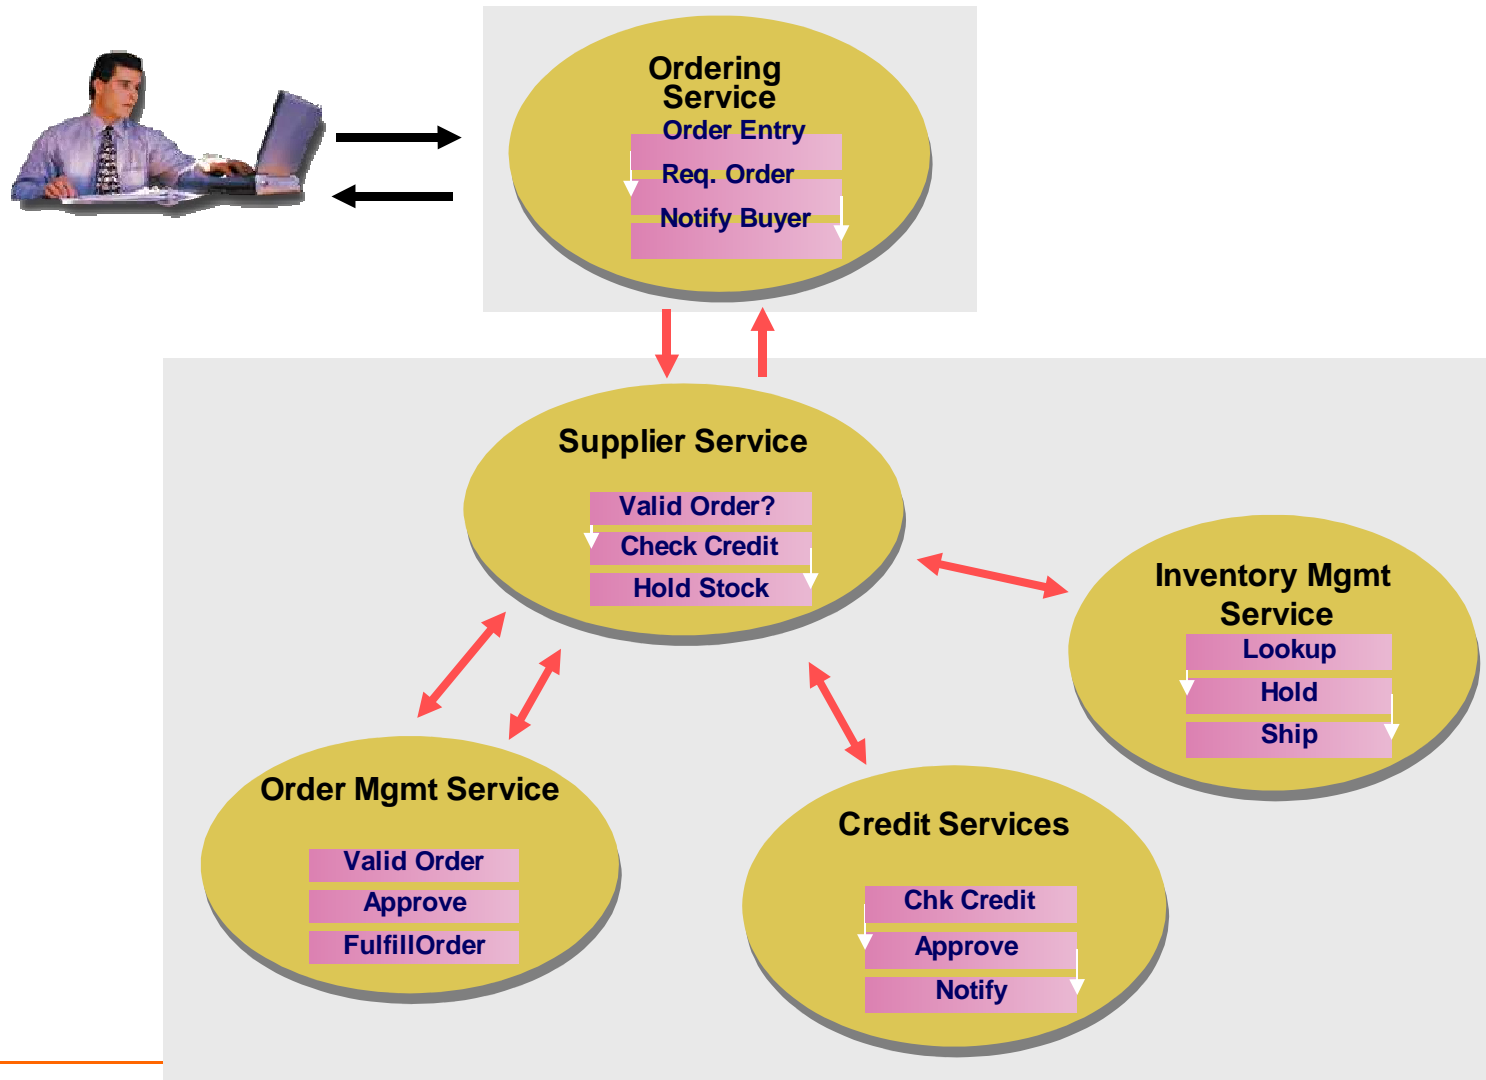 Ordering
Service
Order Entry
Req. Order
Notify Buyer
Supplier Service
Valid Order?
Check Credit
Hold Stock
Inventory Mgmt
Service
Lookup
Hold
Ship
Order Mgmt Service
Valid Order
Approve
FulfillOrder
Credit Services
Chk Credit
Approve
Notify